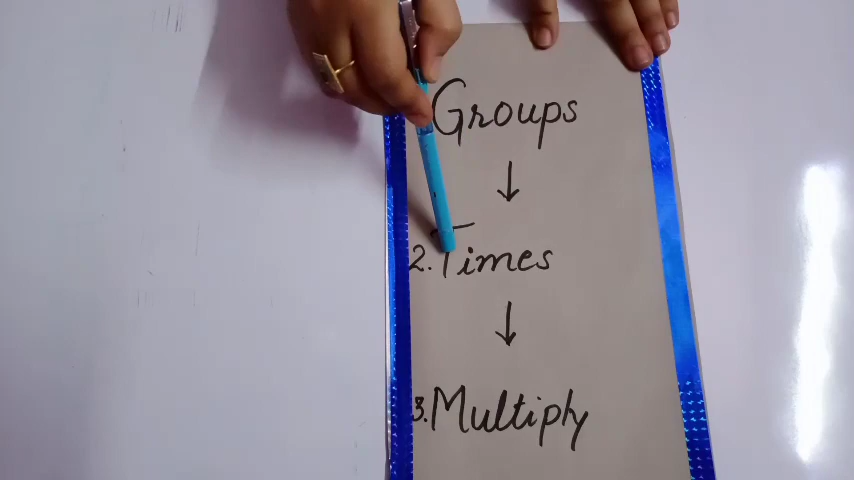 Groups
↓
2. Times
↓
3. Multiply